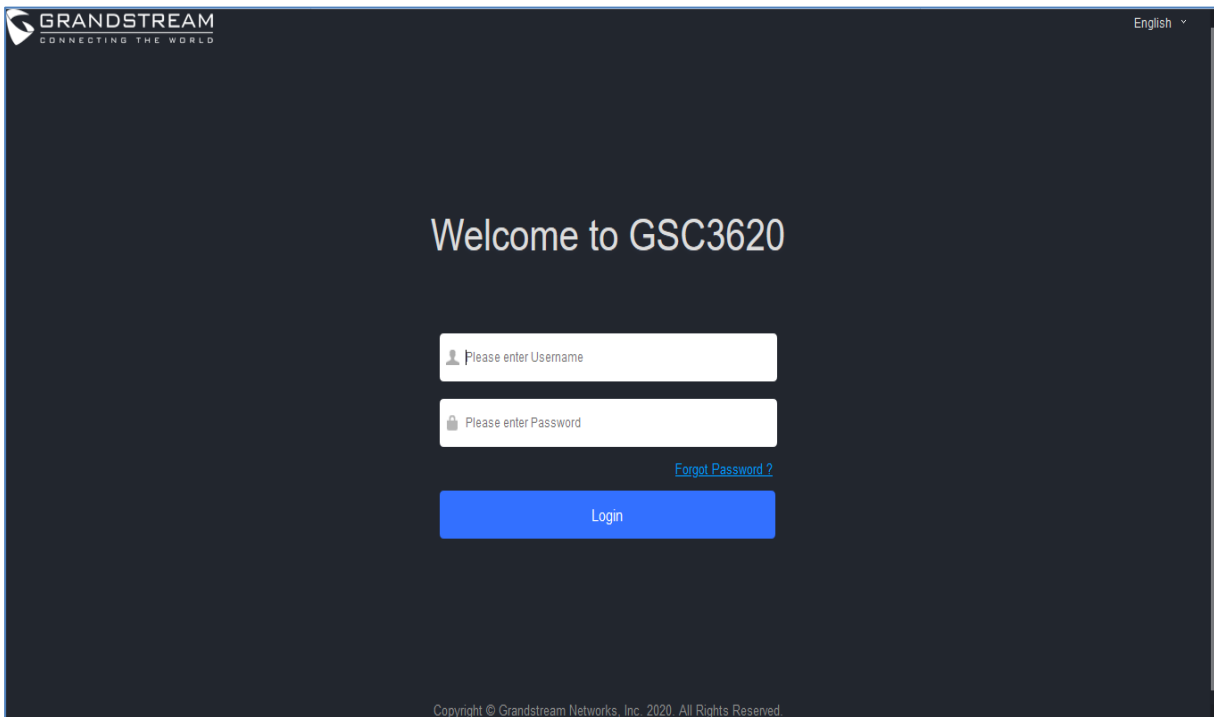 GRANDSTREAM
CONNECTING THE WORLD
English
Welcome to GSC3620
Please enter Username
Please enter Password
Forgot Password ?
Login
Copyright © Grandstream Networks, Inc. 2020. All Rights Reserved.